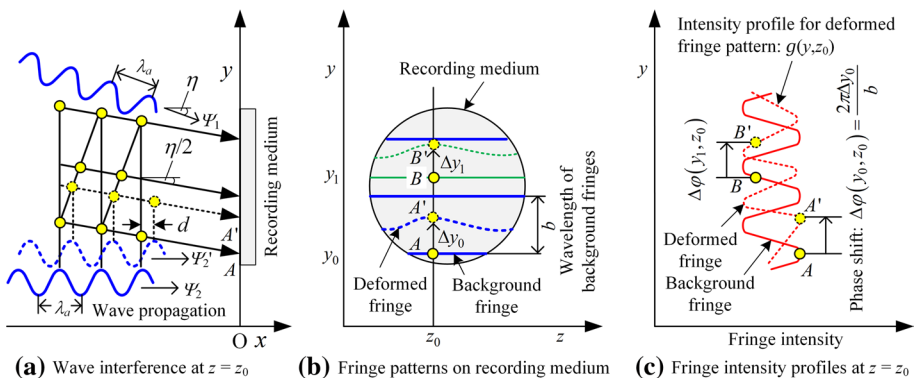 λa
η
y
Ψ1
η/2
Recording medium
d
A'
A
Ψ2'
Ψ2
λa
Wave propagation
O x
(a) Wave interference at z = z0
y
Recording medium
B'
Δy1
y1
B
A'
Δy0
A
y0
b
Wavelength of
background fringes
Deformed
fringe
Background
fringe
z0
z
(b) Fringe patterns on recording medium
y
Intensity profile for deformed
fringe pattern: g(y,z0)
B'
Δφ(y1, z0)
B
A'
A
Deformed
fringe
Background
fringe
Phase shift: Δφ(y0, z0) = 2πΔy0/b
Fringe intensity
(c) Fringe intensity profiles at z = z0